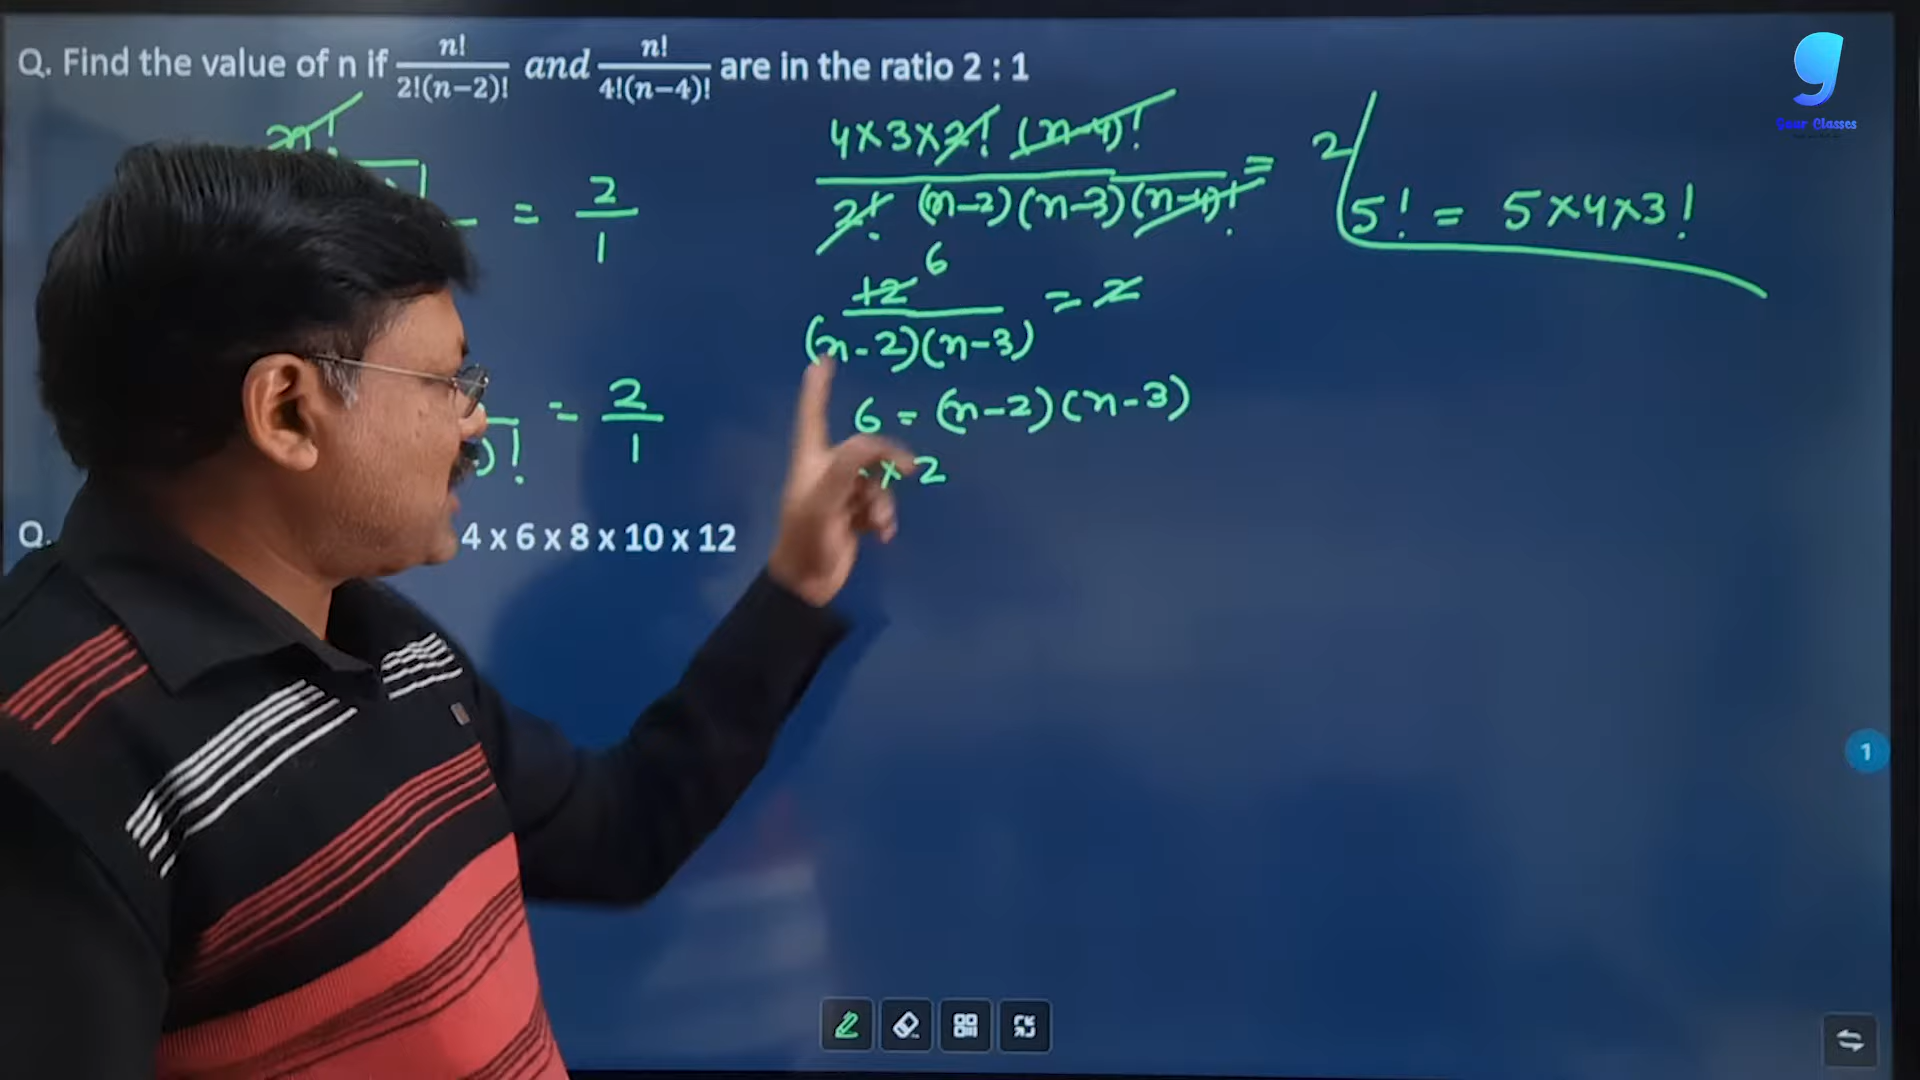 Q. Find the value of n if n!/2!(n−2)! and n!/4!(n−4)! are in the ratio 2 : 1
n!
= 2/1
= 2/1
)!
4×3×2! (n-4)! / 2! (n-2)(n-3)(n-4)! = 2
12 6 / (n-2)(n-3) = 2
6 = (n-2)(n-3)
× 2
5! = 5×4×3!
Q.
4 x 6 x 8 x 10 x 12
g
Gnar Classes
1